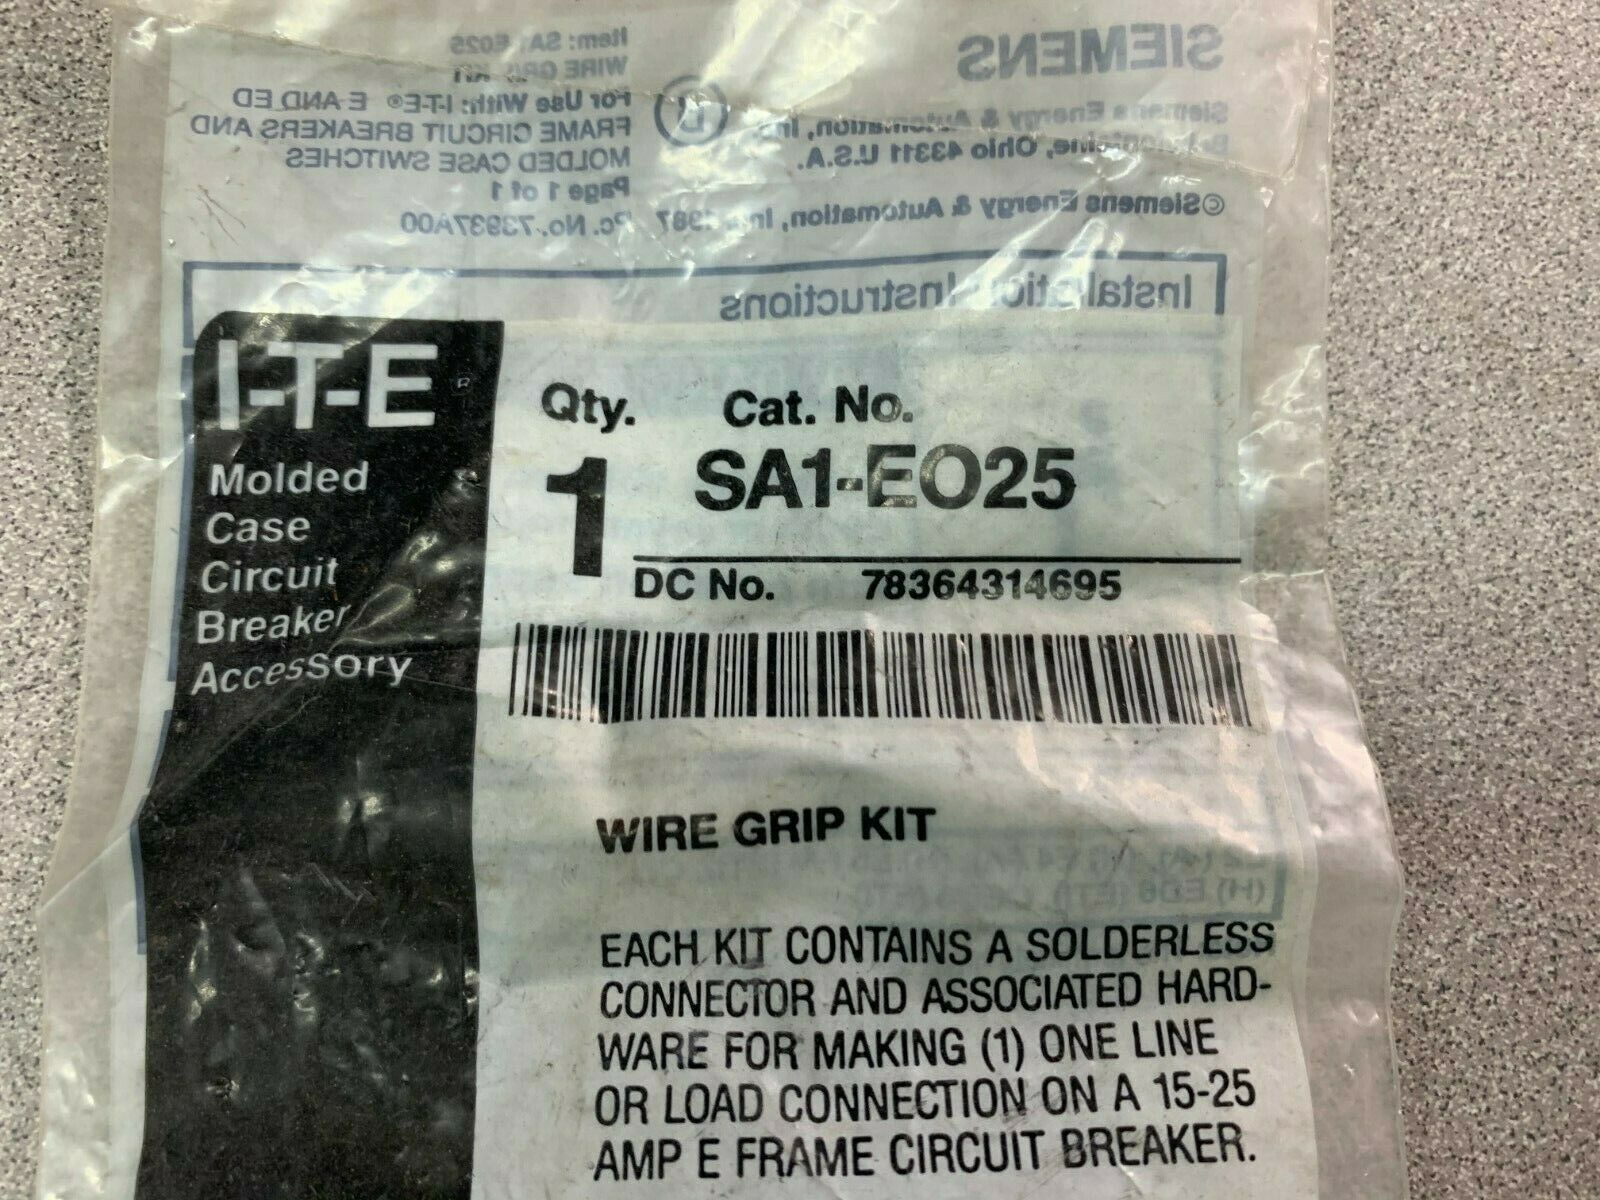 SIEMENS
Siemens Energy & Automation, Inc.
Bellefontaine, Ohio 43311 U.S.A.
©Siemens Energy & Automation, Inc. 1987
Item: SA1-E025
WIRE GRIP KIT
For Use With: I-T-E® E AND ED
FRAME CIRCUIT BREAKERS AND
MOLDED CASE SWITCHES
Page 1 of 1
Pc. No. 73937A00
Installation Instructions
I-T-E
Molded
Case
Circuit
Breaker
Accessory
Qty. Cat. No.
1 SA1-EO25
DC No. 78364314695
WIRE GRIP KIT
EACH KIT CONTAINS A SOLDERLESS
CONNECTOR AND ASSOCIATED HARD-
WARE FOR MAKING (1) ONE LINE
OR LOAD CONNECTION ON A 15-25
AMP E FRAME CIRCUIT BREAKER.